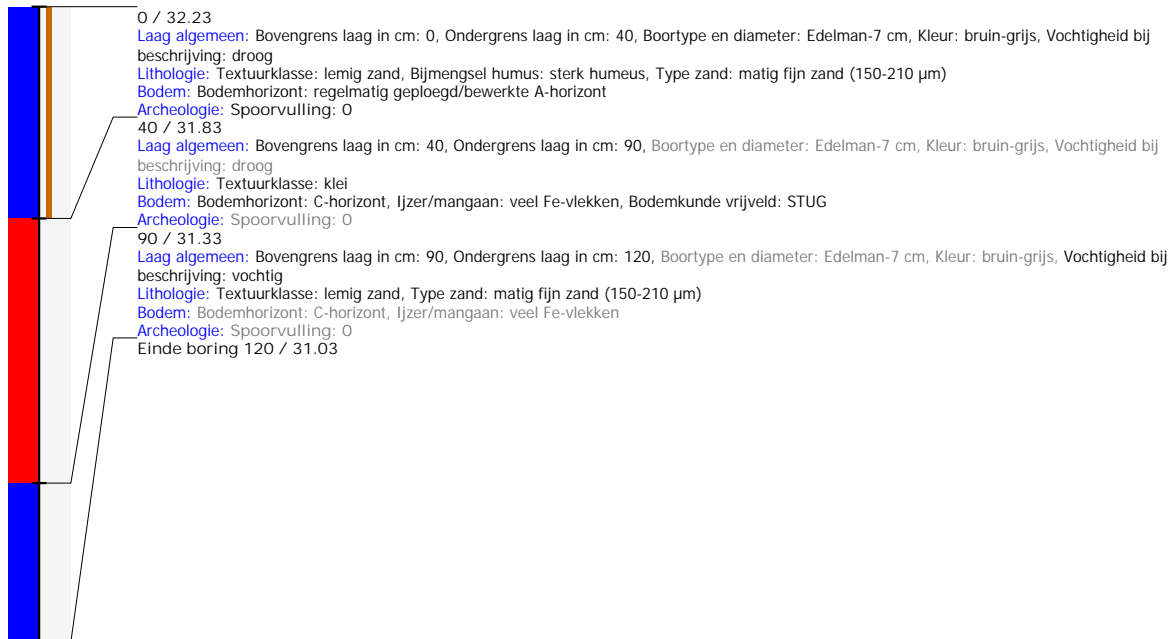 0 / 32.23
Laag algemeen: Bovengrens laag in cm: 0, Ondergrens laag in cm: 40, Boortype en diameter: Edelman-7 cm, Kleur: bruin-grijs, Vochtigheid bij
beschrijving: droog
Lithologie: Textuurklasse: lemig zand, Bijmengsel humus: sterk humeus, Type zand: matig fijn zand (150-210 µm)
Bodem: Bodemhorizont: regelmatig geploegd/bewerkte A-horizont
Archeologie: Spoorvulling: 0
40 / 31.83
Laag algemeen: Bovengrens laag in cm: 40, Ondergrens laag in cm: 90, Boortype en diameter: Edelman-7 cm, Kleur: bruin-grijs, Vochtigheid bij
beschrijving: droog
Lithologie: Textuurklasse: klei
Bodem: Bodemhorizont: C-horizont, Ijzer/mangaan: veel Fe-vlekken, Bodemkunde vrijveld: STUG
Archeologie: Spoorvulling: 0
90 / 31.33
Laag algemeen: Bovengrens laag in cm: 90, Ondergrens laag in cm: 120, Boortype en diameter: Edelman-7 cm, Kleur: bruin-grijs, Vochtigheid bij
beschrijving: vochtig
Lithologie: Textuurklasse: lemig zand, Type zand: matig fijn zand (150-210 µm)
Bodem: Bodemhorizont: C-horizont, Ijzer/mangaan: veel Fe-vlekken
Archeologie: Spoorvulling: 0
Einde boring 120 / 31.03